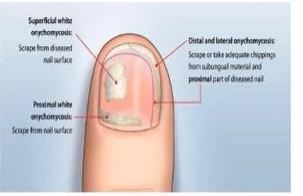 Superficial white
onychomycosis:
Scrape from diseased
nail surface
Proximal white
onychomycosis:
Scrape from nail surface
Distal and lateral onychomycosis:
Scrape or take adequate chippings
from subungual material and
proximal part of diseased nail